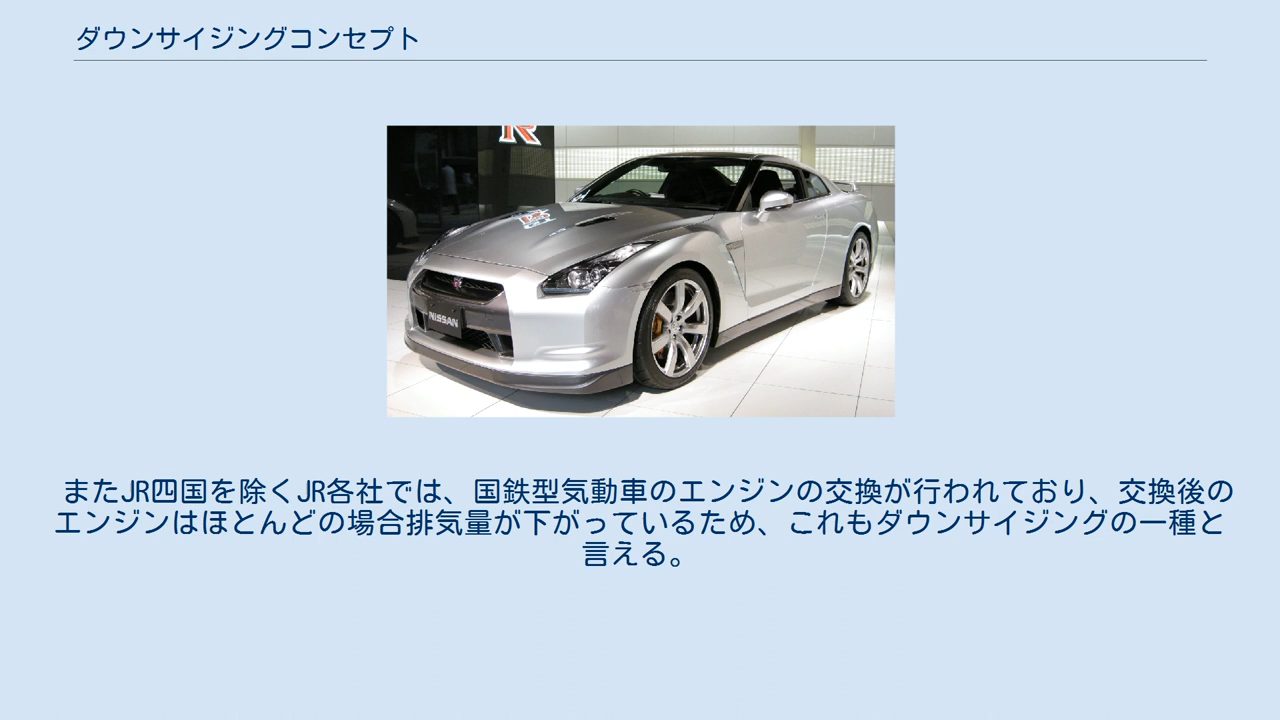 ダウンサイジングコンセプト
R
NISSAN
またJR四国を除くJR各社では、国鉄型気動車のエンジンの交換が行われており、交換後の
エンジンはほとんどの場合排気量が下がっているため、これもダウンサイジングの一種と
言える。